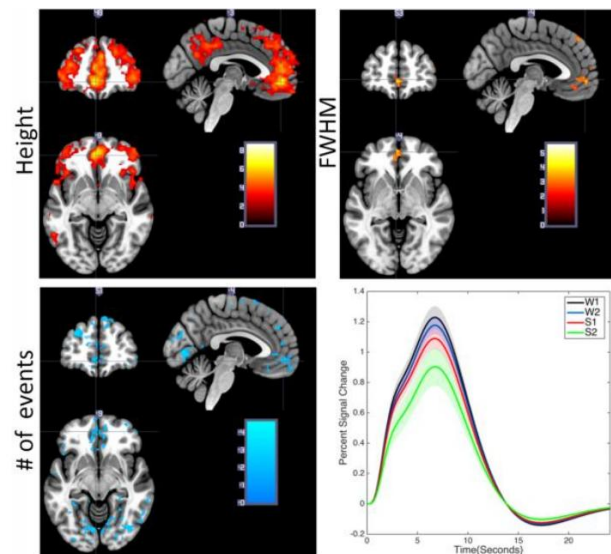 Height
FWHM
# of events
W1
W2
S1
S2
Percent Signal Change
1.4
1.2
1
0.8
0.6
0.4
0.2
0
-0.2
0
5
10
15
20
Time(Seconds)